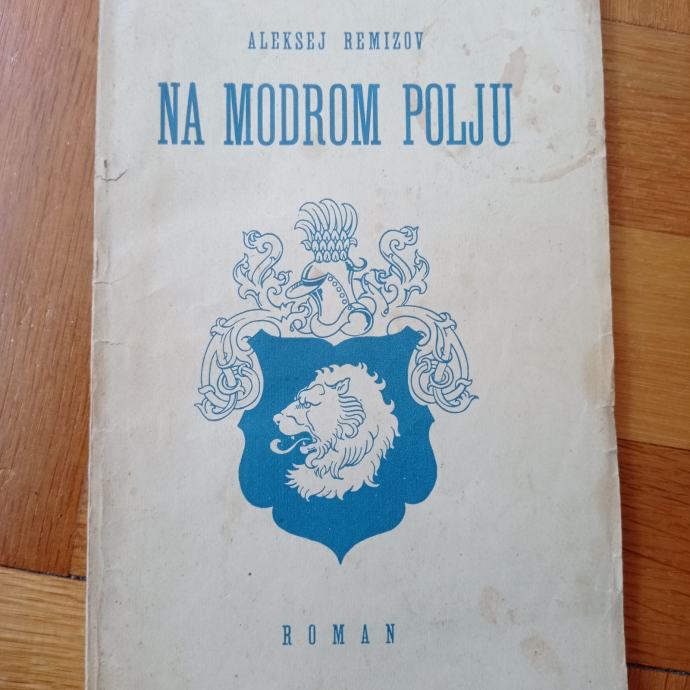 ALEKSEJ REMIZOV
NA MODROM POLJU
ROMAN